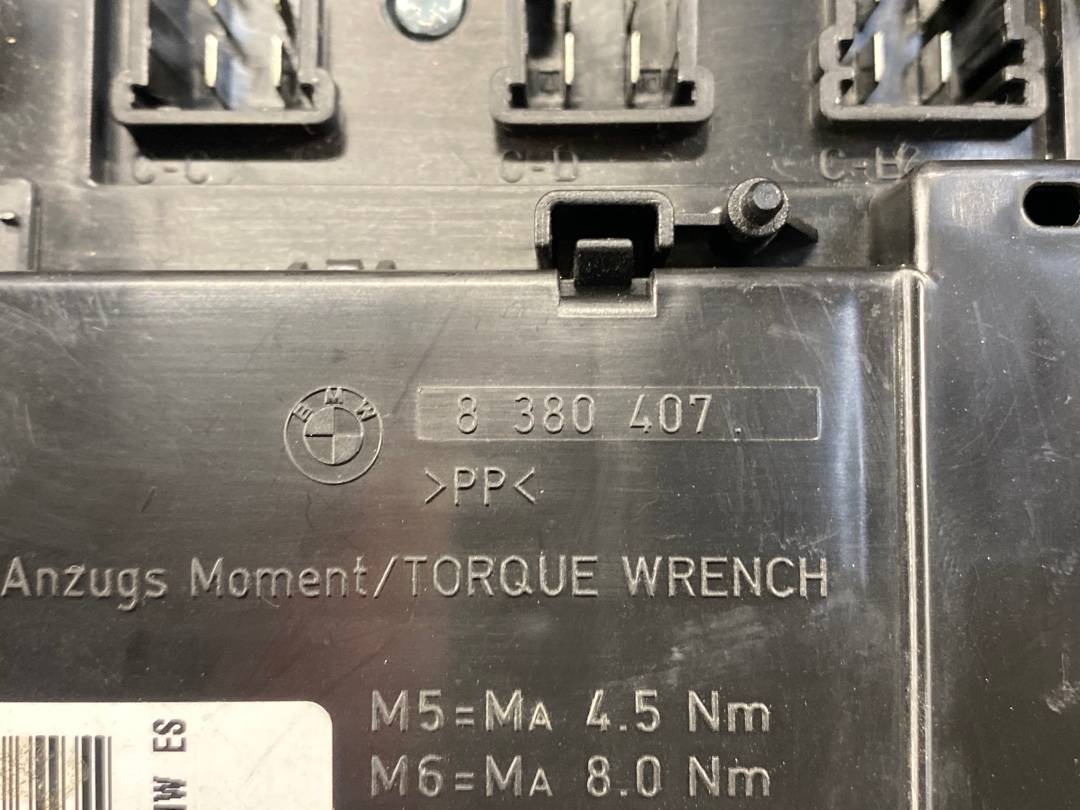 C-C C-D
BMW 8 380 407.
>PP<
Anzugs Moment/TORQUE WRENCH
M5=MA 4.5 Nm
M6=MA 8.0 Nm
ES